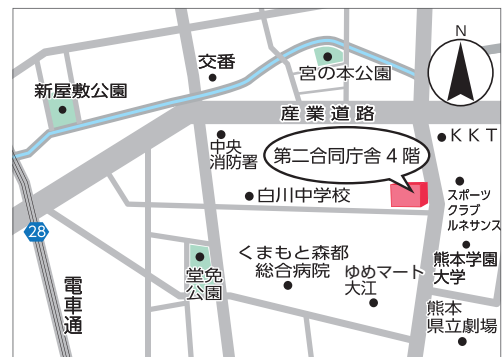 N
交番
宮の本公園
新屋敷公園
産業道路
KKT
中央
消防署
第二合同庁舎4階
白川中学校
スポーツ
クラブ
ルネサンス
28
くまもと森都
総合病院
熊本学園
大学
堂免
公園
ゆめマート
大江
電車通
熊本
県立劇場